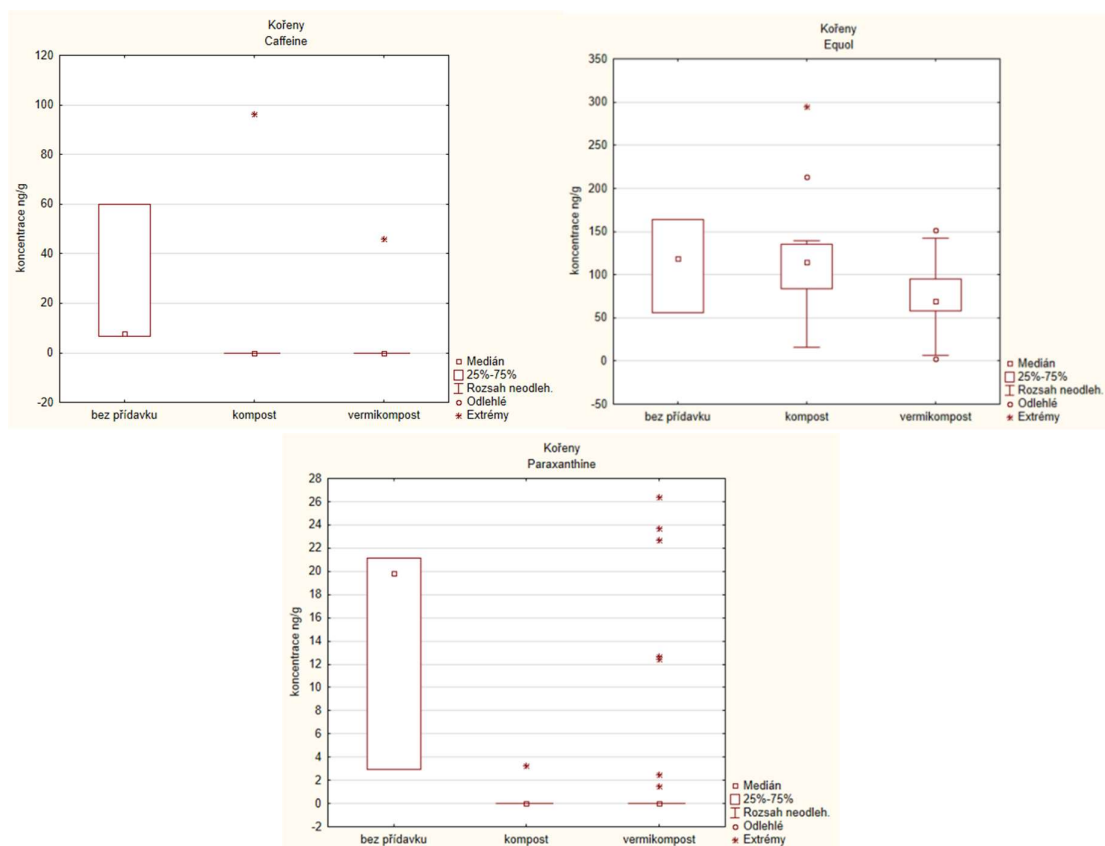 Kořeny
Caffeine
120
100
80
60
40
20
0
-20
koncentrace ng/g
bez přídavku
kompost
vermikompost
Medián
25%-75%
Rozsah neodleh.
Odlehlé
Extrémy
Kořeny
Equol
350
300
250
200
150
100
50
0
-50
koncentrace ng/g
bez přídavku
kompost
vermikompost
Medián
25%-75%
Rozsah neodleh.
Odlehlé
Extrémy
Kořeny
Paraxanthine
28
26
24
22
20
18
16
14
12
10
8
6
4
2
0
-2
koncentrace ng/g
bez přídavku
kompost
vermikompost
Medián
25%-75%
Rozsah neodleh.
Odlehlé
Extrémy